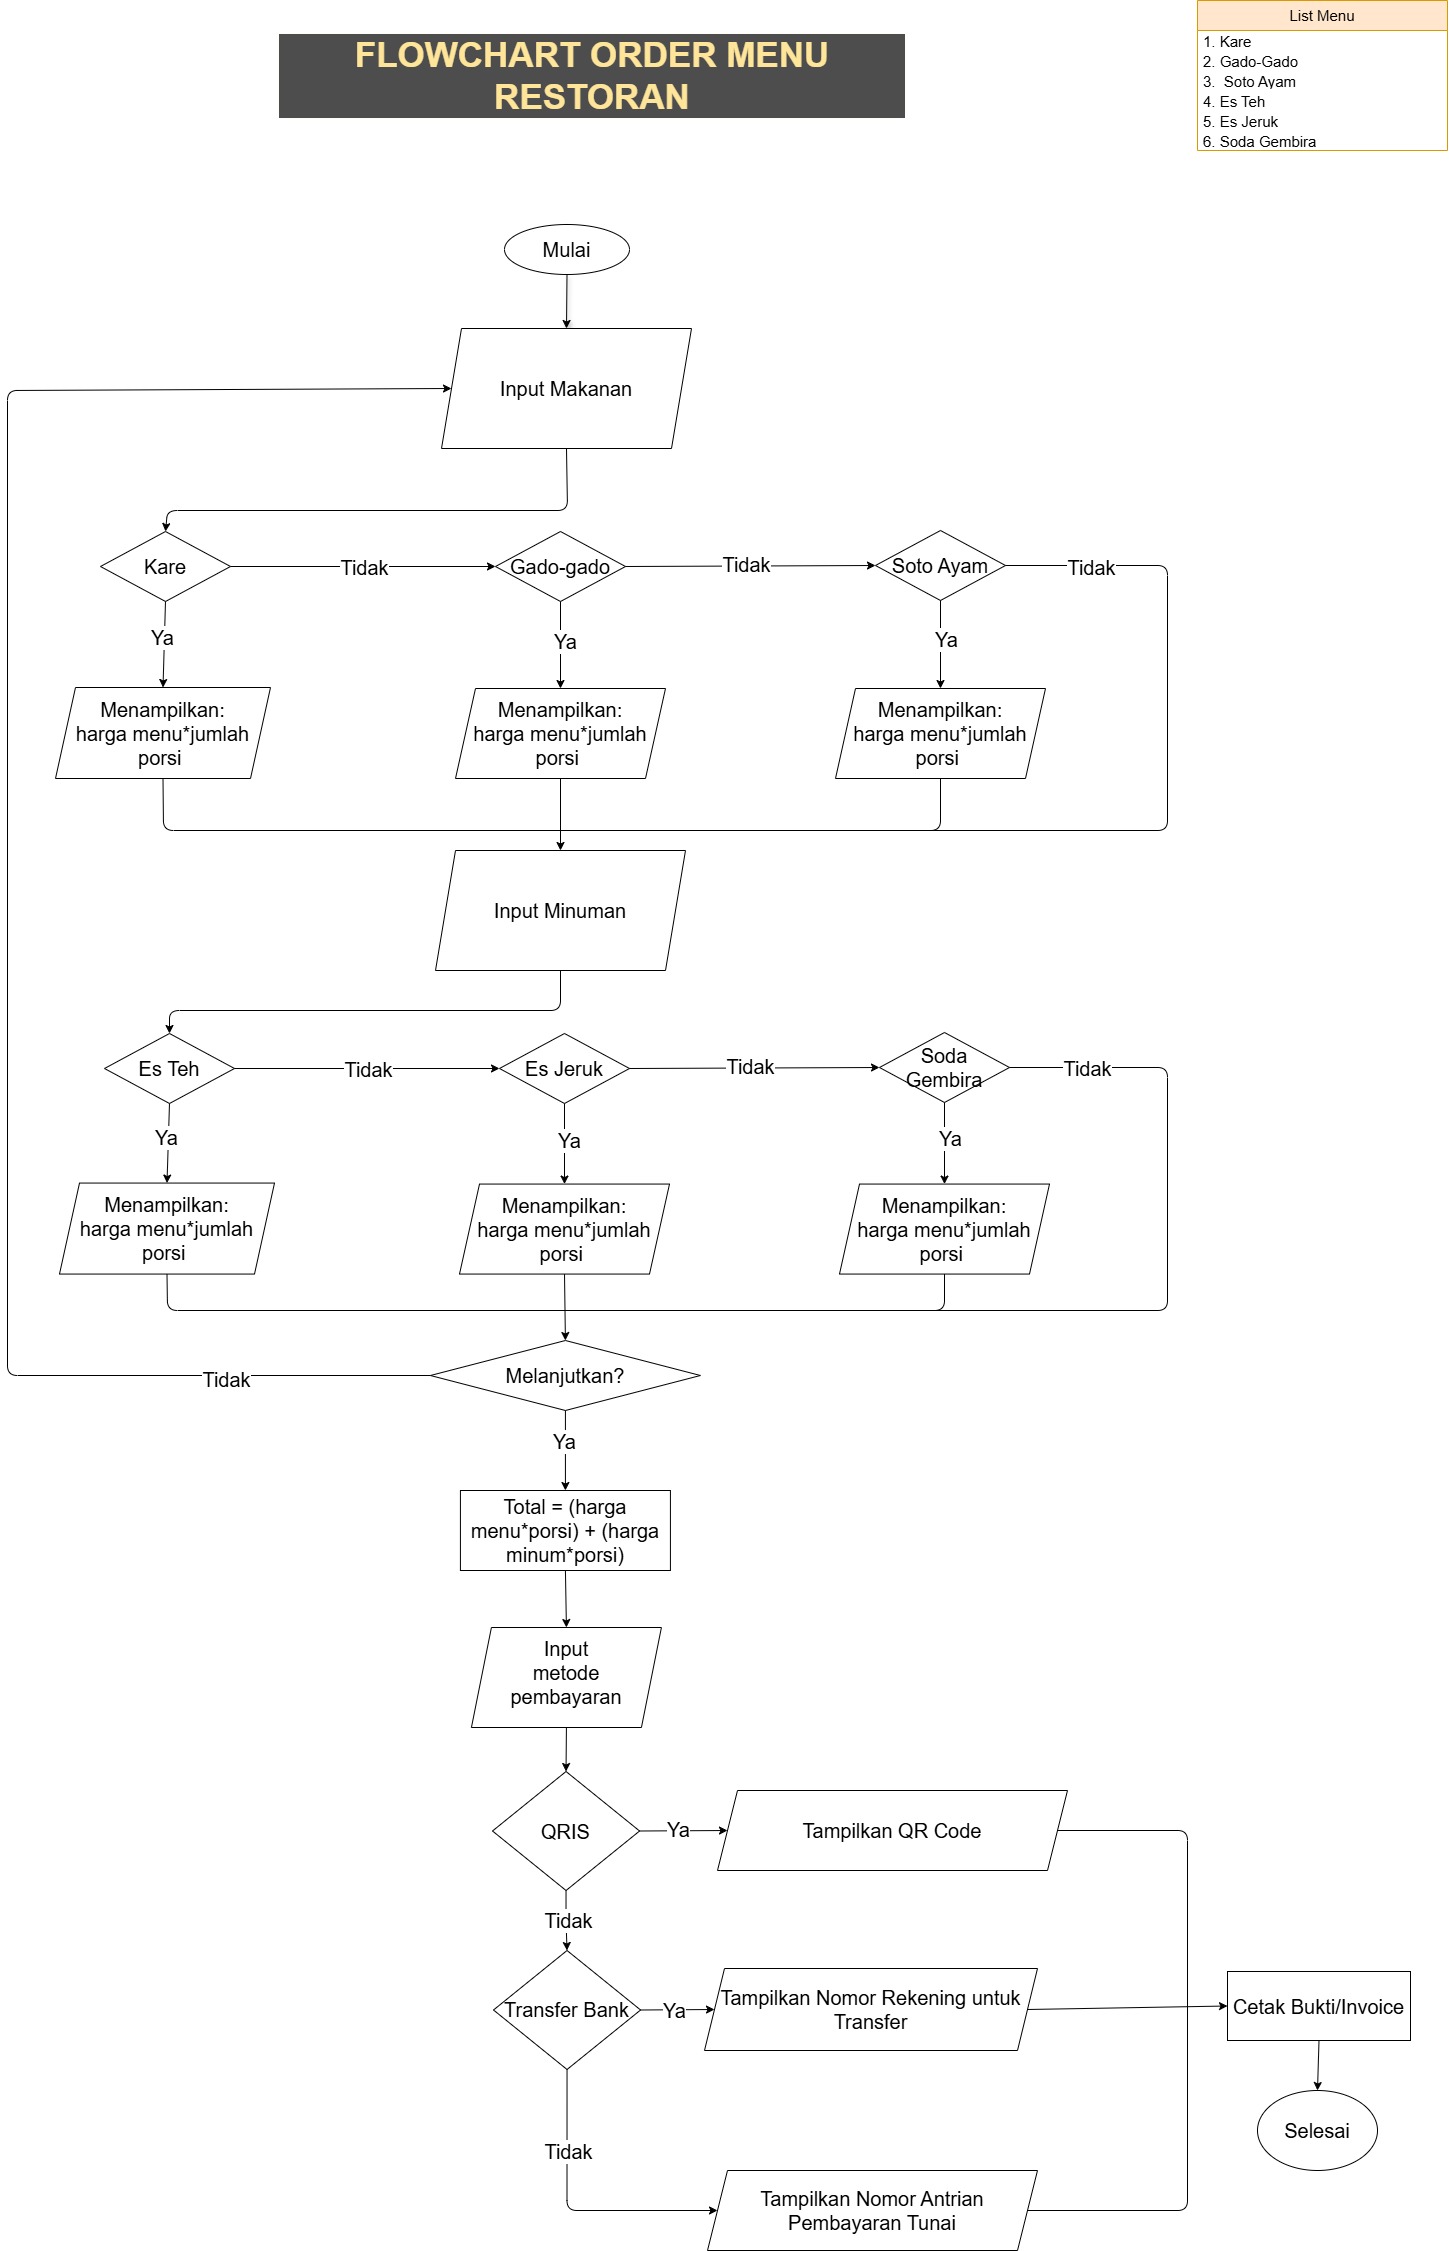 FLOWCHART ORDER MENU
RESTORAN
List Menu
1. Kare
2. Gado-Gado
3. Soto Ayam
4. Es Teh
5. Es Jeruk
6. Soda Gembira
Mulai
Input Makanan
Kare
Tidak
Gado-gado
Tidak
Soto Ayam
Tidak
Ya
Ya
Ya
Menampilkan:
harga menu*jumlah
porsi
Menampilkan:
harga menu*jumlah
porsi
Menampilkan:
harga menu*jumlah
porsi
Input Minuman
Es Teh
Tidak
Es Jeruk
Tidak
Soda
Gembira
Tidak
Ya
Ya
Ya
Menampilkan:
harga menu*jumlah
porsi
Menampilkan:
harga menu*jumlah
porsi
Menampilkan:
harga menu*jumlah
porsi
Melanjutkan?
Tidak
Ya
Total = (harga
menu*porsi) + (harga
minum*porsi)
Input
metode
pembayaran
QRIS
Ya
Tampilkan QR Code
Tidak
Transfer Bank
Ya
Tampilkan Nomor Rekening untuk
Transfer
Cetak Bukti/Invoice
Selesai
Tidak
Tampilkan Nomor Antrian
Pembayaran Tunai